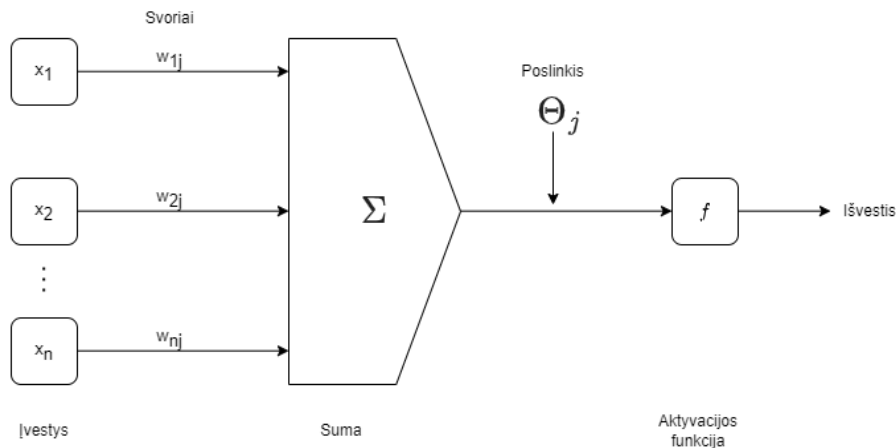 Svoriai
x1
w1j
Poslinkis
Θj
x2
w2j
Σ
f
Išvestis
⋮
xn
wnj
Įvestys
Suma
Aktyvacijos
funkcija